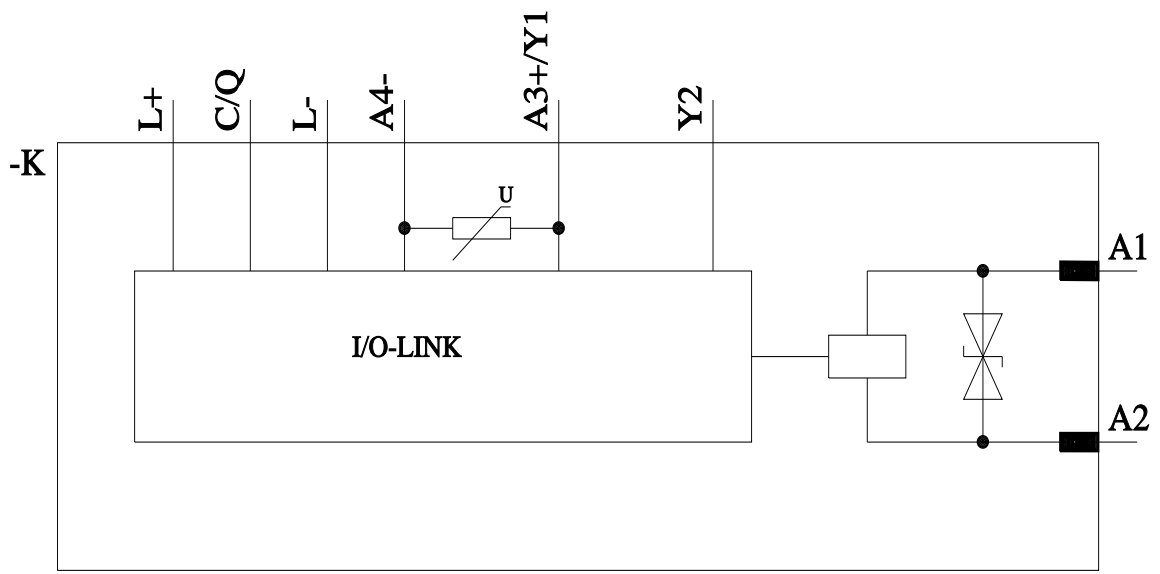 L+
C/Q
L-
A4-
A3+/Y1
Y2
-K
U
A1
I/O-LINK
A2